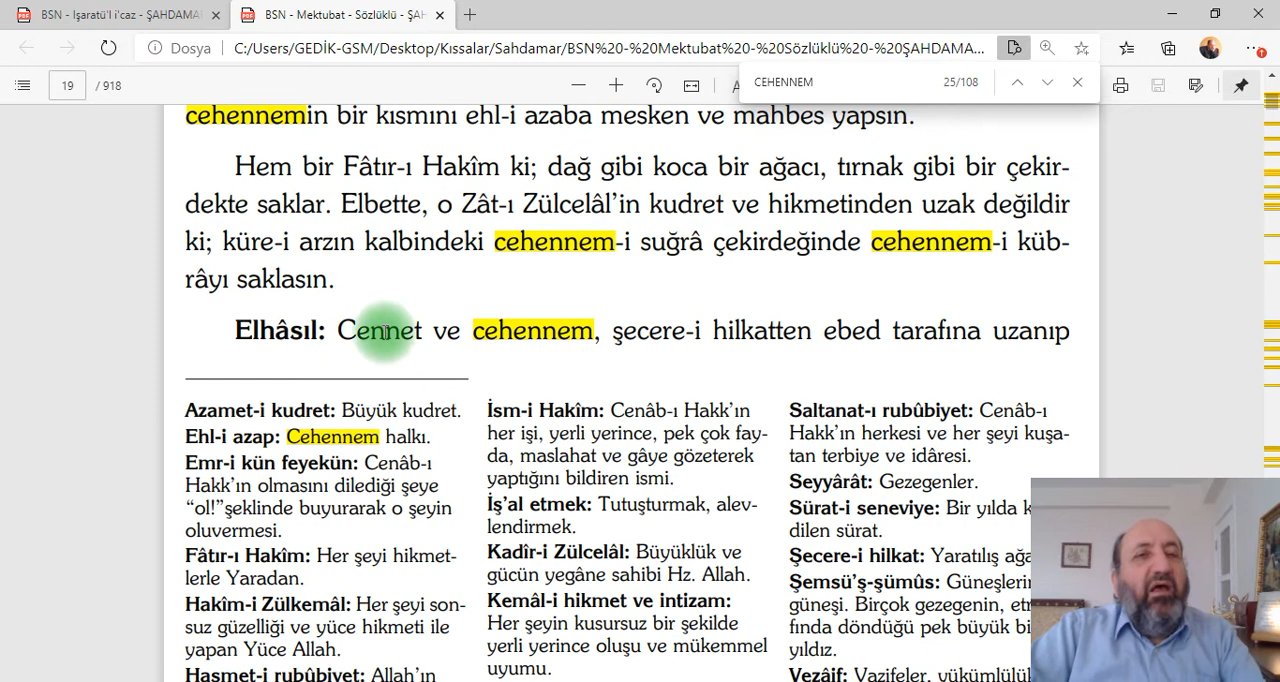 BSN - Işaratü'l i'caz - ŞAHDAMA
BSN - Mektubat - Sözlüklü - ŞA
Dosya
C:/Users/GEDİK-GSM/Desktop/Kıssalar/Sahdamar/BSN%20-%20Mektubat%20-%20Sözlüklü%20-%20ŞAHDAMA...
19 / 918
CEHENNEM 25/108
cehennemin bir kısmını ehl-i azaba mesken ve mahbes yapsın.
Hem bir Fâtır-ı Hakîm ki; dağ gibi koca bir ağacı, tırnak gibi bir çekir-
dekte saklar. Elbette, o Zât-ı Zülcelâl'in kudret ve hikmetinden uzak değildir
ki; küre-i arzın kalbindeki cehennem-i suğrâ çekirdeğinde cehennem-i küb-
râyı saklasın.
Elhâsıl: Cennet ve cehennem, şecere-i hilkatten ebed tarafına uzanıp
Azamet-i kudret: Büyük kudret.
Ehl-i azap: Cehennem halkı.
Emr-i kün feyekün: Cenâb-ı
Hakk'ın olmasını dilediği şeye
"ol!"şeklinde buyurarak o şeyin
oluvermesi.
Fâtır-ı Hakîm: Her şeyi hikmet-
lerle Yaradan.
Hakîm-i Zülkemâl: Her şeyi son-
suz güzelliği ve yüce hikmeti ile
yapan Yüce Allah.
Haşmet-i rubûbiyet: Allah'ın
İsm-i Hakîm: Cenâb-ı Hakk'ın
her işi, yerli yerince, pek çok fay-
da, maslahat ve gâye gözeterek
yaptığını bildiren ismi.
İş'al etmek: Tutuşturmak, alev-
lendirmek.
Kadîr-i Zülcelâl: Büyüklük ve
gücün yegâne sahibi Hz. Allah.
Kemâl-i hikmet ve intizam:
Her şeyin kusursuz bir şekilde
yerli yerince oluşu ve mükemmel
uyumu.
Saltanat-ı rubûbiyet: Cenâb-ı
Hakk'ın herkesi ve her şeyi kuşa-
tan terbiye ve idâresi.
Seyyârât: Gezegenler.
Sürat-i seneviye: Bir yılda
dilen sürat.
Şecere-i hilkat: Yaratılış
Şemsü'ş-şümûs:
güneşi. Birçok gezegenin,
fında döndüğü pek büyük
yıldız.
Vezâif: Vazifeler,